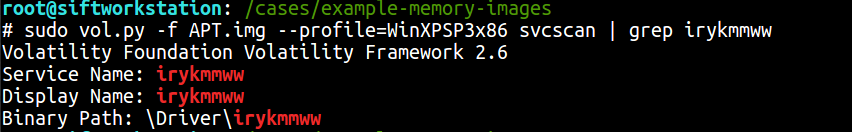 root@siftworkstation: /cases/example-memory-images
# sudo vol.py -f APT.img --profile=WinXPSP3x86 svcscan | grep irykmmww
Volatility Foundation Volatility Framework 2.6
Service Name: irykmmww
Display Name: irykmmww
Binary Path: \Driver\irykmmww